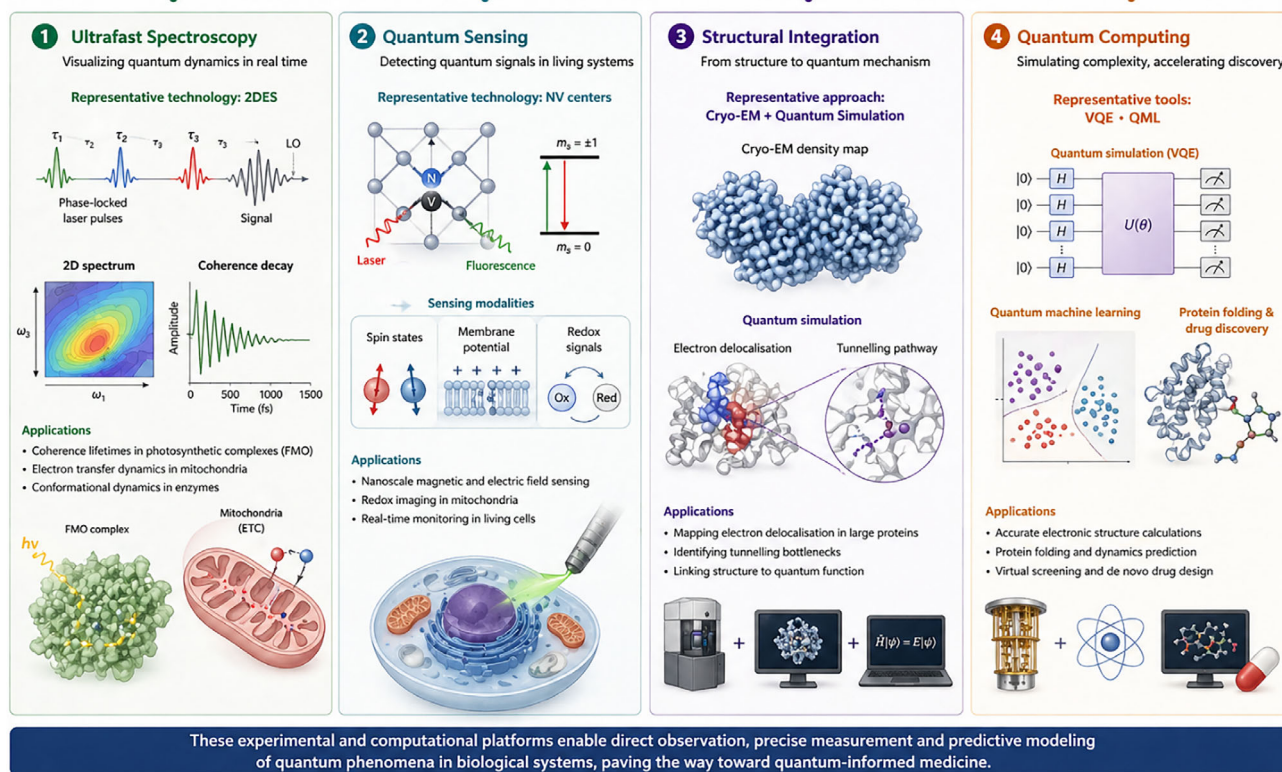 1 Ultrafast Spectroscopy
Visualizing quantum dynamics in real time
Representative technology: 2DES
τ1 τ2 τ2 τ3 τ3 τ3 LO
Phase-locked
laser pulses
Signal
2D spectrum
ω3
ω1
Coherence decay
Amplitude
0 500 1000 1500
Time (fs)
Applications
• Coherence lifetimes in photosynthetic complexes (FMO)
• Electron transfer dynamics in mitochondria
• Conformational dynamics in enzymes
FMO complex
hν
Mitochondria
(ETC)
2 Quantum Sensing
Detecting quantum signals in living systems
Representative technology: NV centers
N
V
Laser
Fluorescence
ms = ±1
ms = 0
Sensing modalities
Spin states
Membrane
potential
+ + + + +
Redox
signals
Ox Red
Applications
• Nanoscale magnetic and electric field sensing
• Redox imaging in mitochondria
• Real-time monitoring in living cells
3 Structural Integration
From structure to quantum mechanism
Representative approach:
Cryo-EM + Quantum Simulation
Cryo-EM density map
Quantum simulation
Electron delocalisation
Tunnelling pathway
Applications
• Mapping electron delocalisation in large proteins
• Identifying tunnelling bottlenecks
• Linking structure to quantum function
+ + Ĥ|ψ⟩ = E|ψ⟩
4 Quantum Computing
Simulating complexity, accelerating discovery
Representative tools:
VQE • QML
Quantum simulation (VQE)
|0⟩ H
|0⟩ H
|0⟩ H
⋮ ⋮
|0⟩ H
U(θ)
Quantum machine learning
Protein folding &
drug discovery
Applications
• Accurate electronic structure calculations
• Protein folding and dynamics prediction
• Virtual screening and de novo drug design
+
These experimental and computational platforms enable direct observation, precise measurement and predictive modeling
of quantum phenomena in biological systems, paving the way toward quantum-informed medicine.